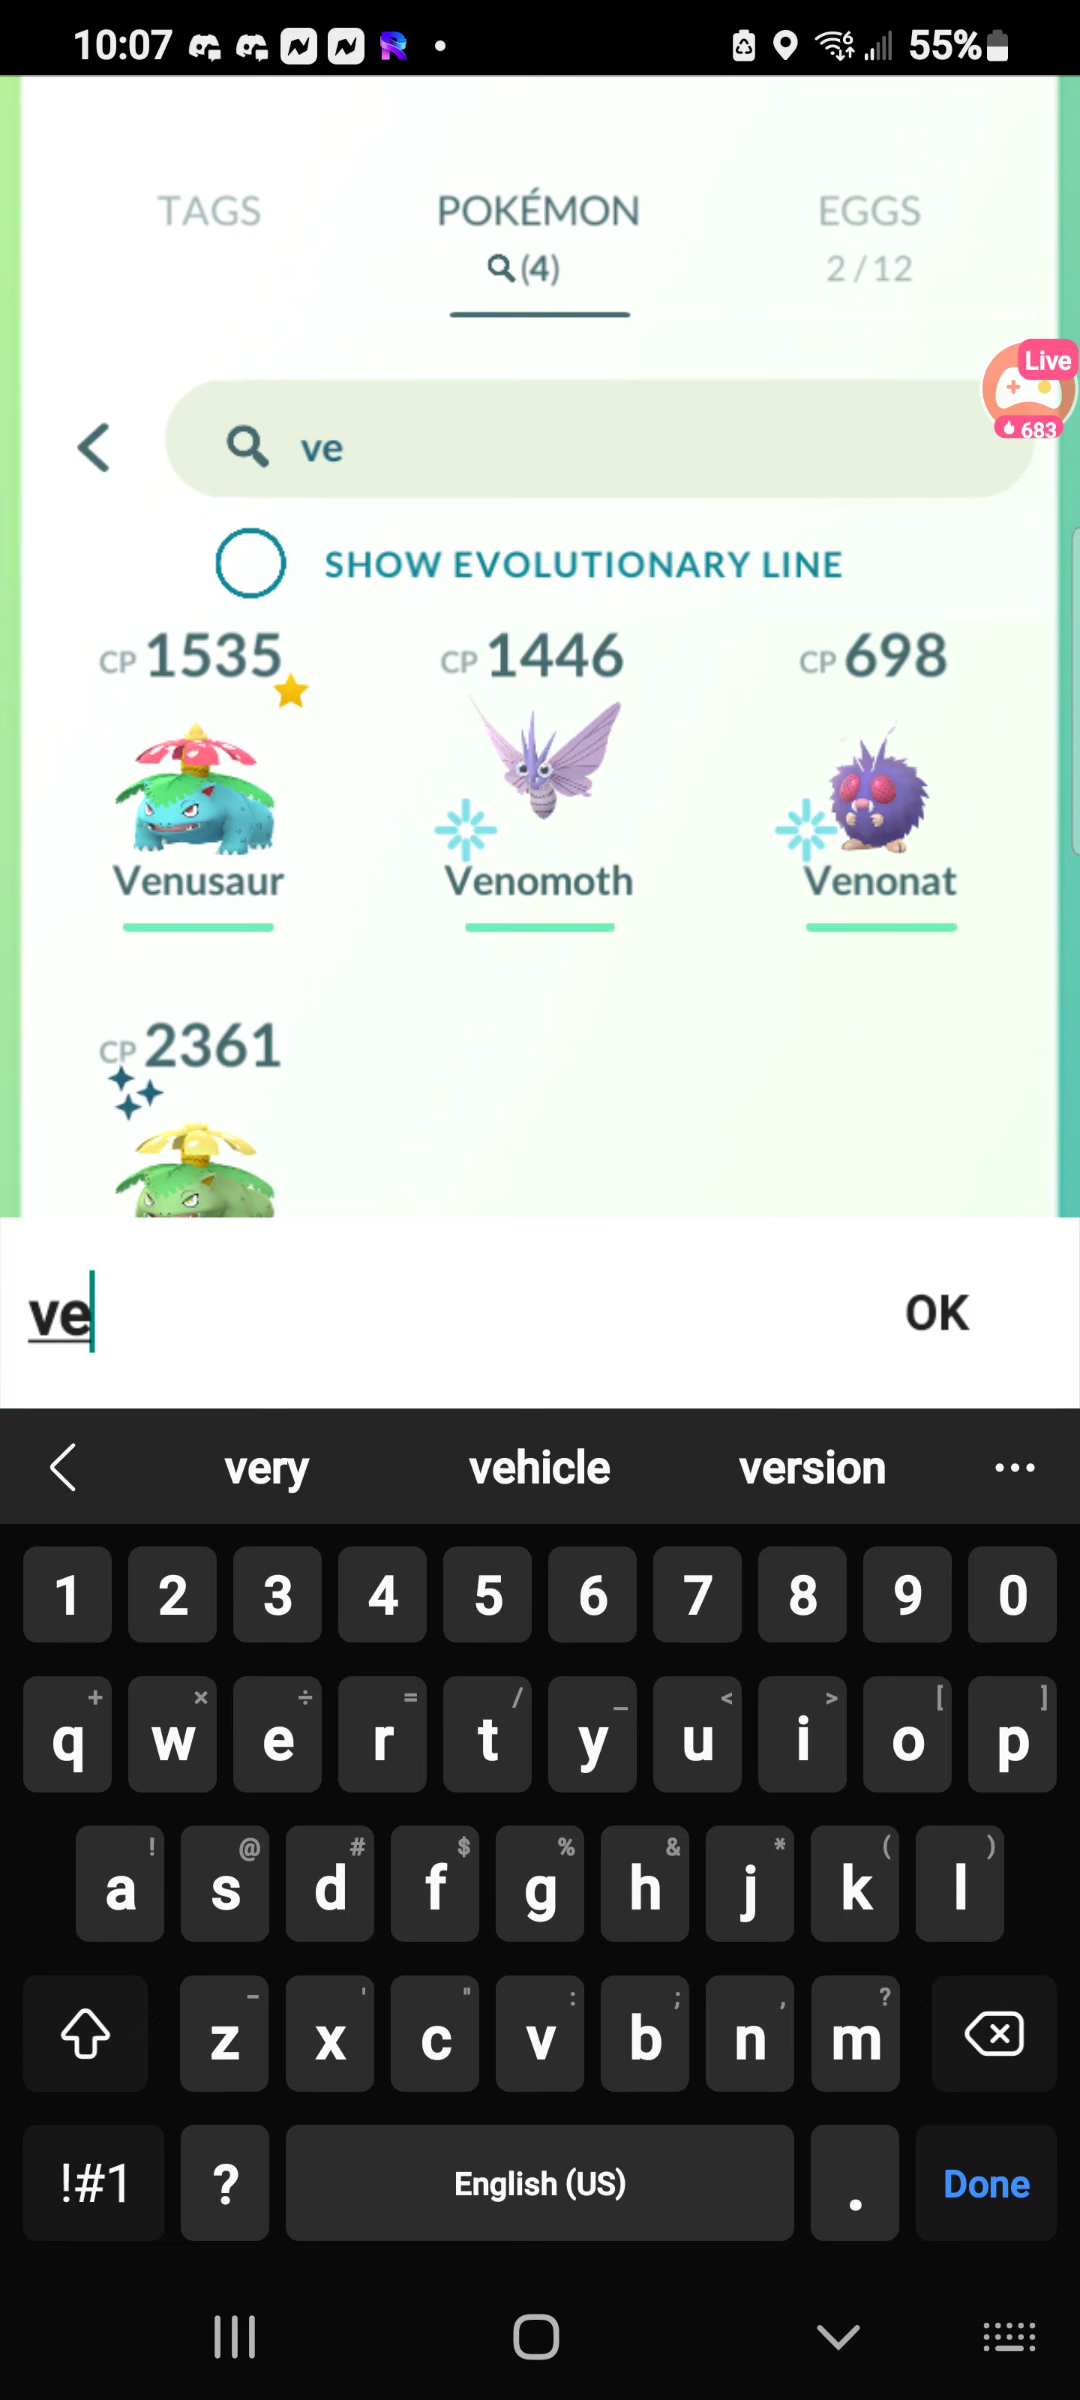 10:07 55%
TAGS POKÉMON EGGS
(4) 2 / 12
Live
683
ve
SHOW EVOLUTIONARY LINE
CP 1535 CP 1446 CP 698
Venusaur Venomoth Venonat
CP 2361
ve OK
very vehicle version ...
1 2 3 4 5 6 7 8 9 0
+ × ÷ = / _ < > [ ]
q w e r t y u i o p
! @ # $ % & * ( )
a s d f g h j k l
- ' " : ; , ?
z x c v b n m
!#1 ? English (US) . Done